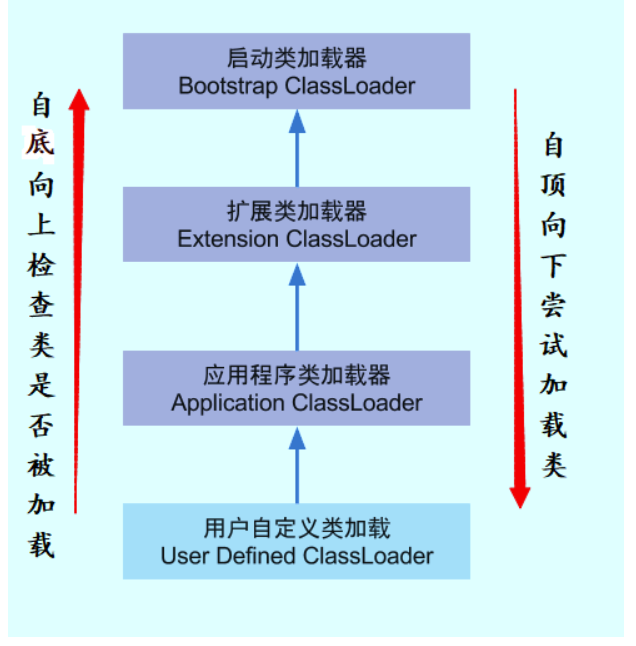 启动类加载器
Bootstrap ClassLoader
自底向上检查类是否被加载
扩展类加载器
Extension ClassLoader
自顶向下尝试加载类
应用程序类加载器
Application ClassLoader
用户自定义类加载
User Defined ClassLoader